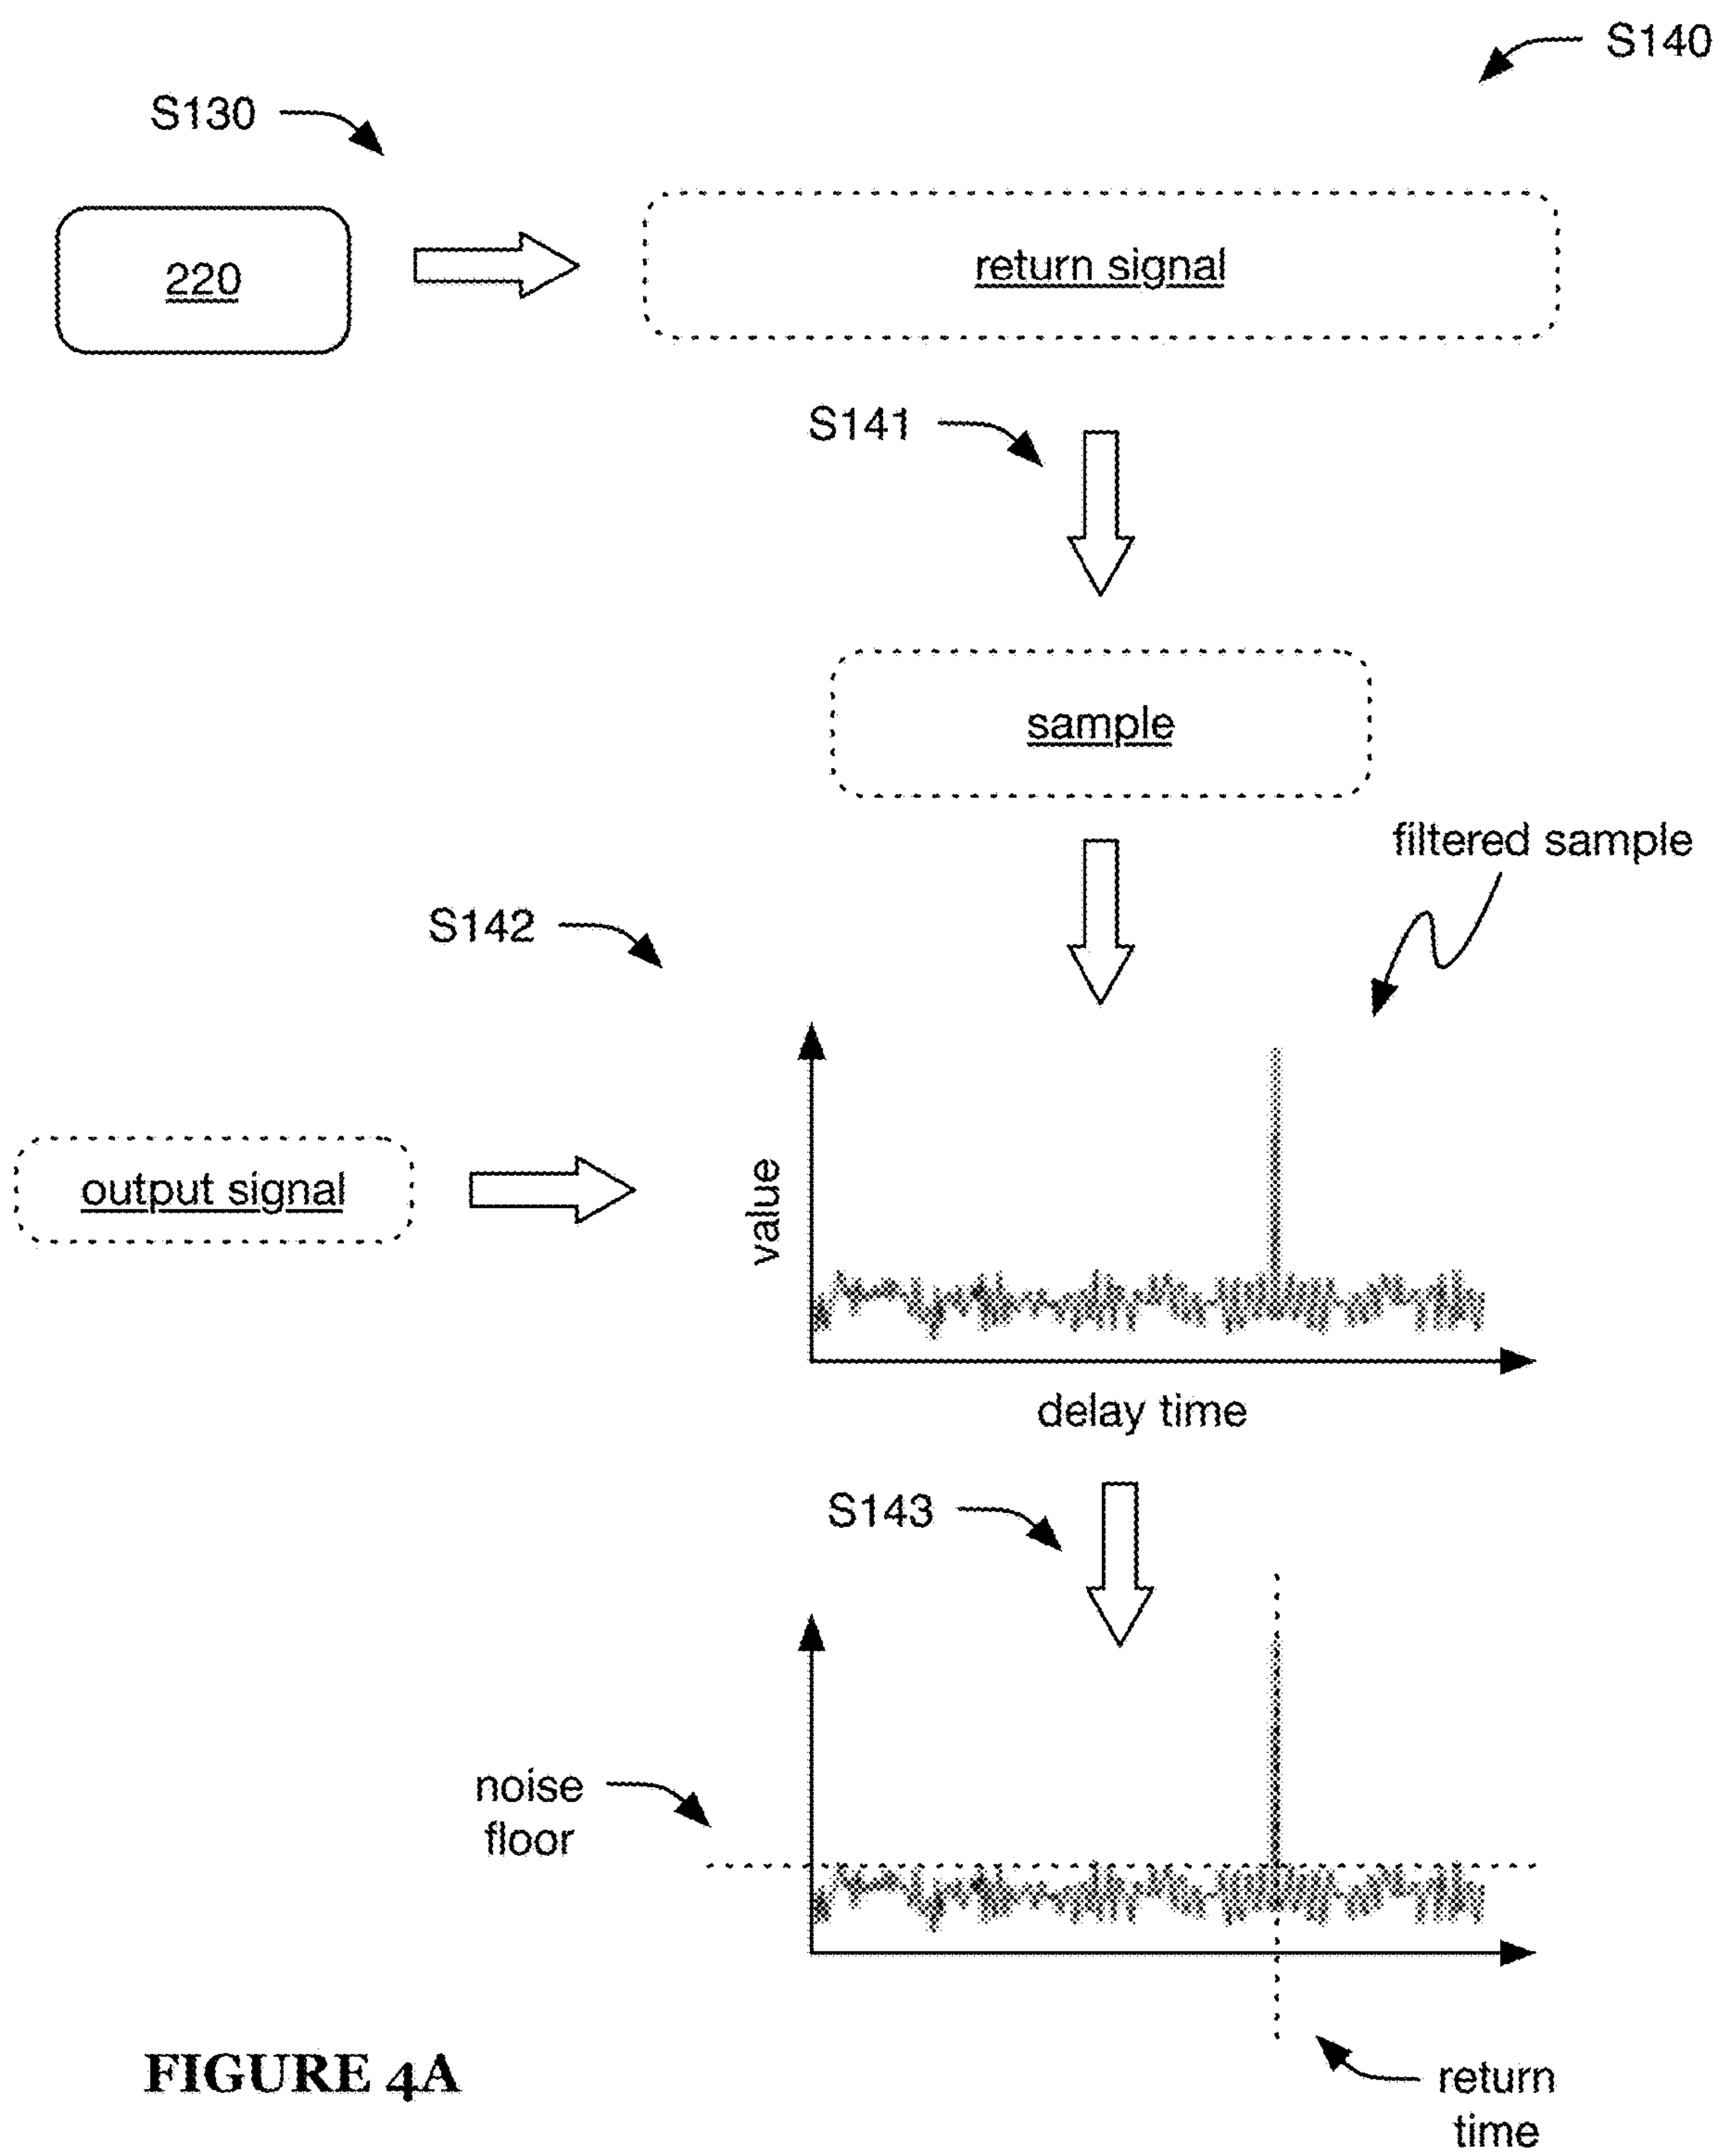 S140
S130
220
return signal
S141
sample
filtered sample
S142
output signal
value
delay time
S143
noise
floor
FIGURE 4A
return
time